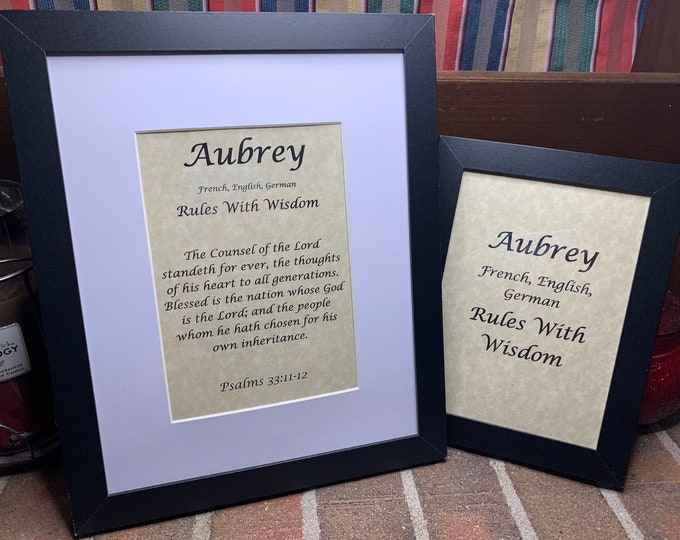 Aubrey
French, English, German
Rules With Wisdom
The Counsel of the Lord
standeth for ever, the thoughts
of his heart to all generations.
Blessed is the nation whose God
is the Lord; and the people
whom he hath chosen for his
own inheritance.
Psalms 33:11-12
Aubrey
French, English,
German
Rules With
Wisdom